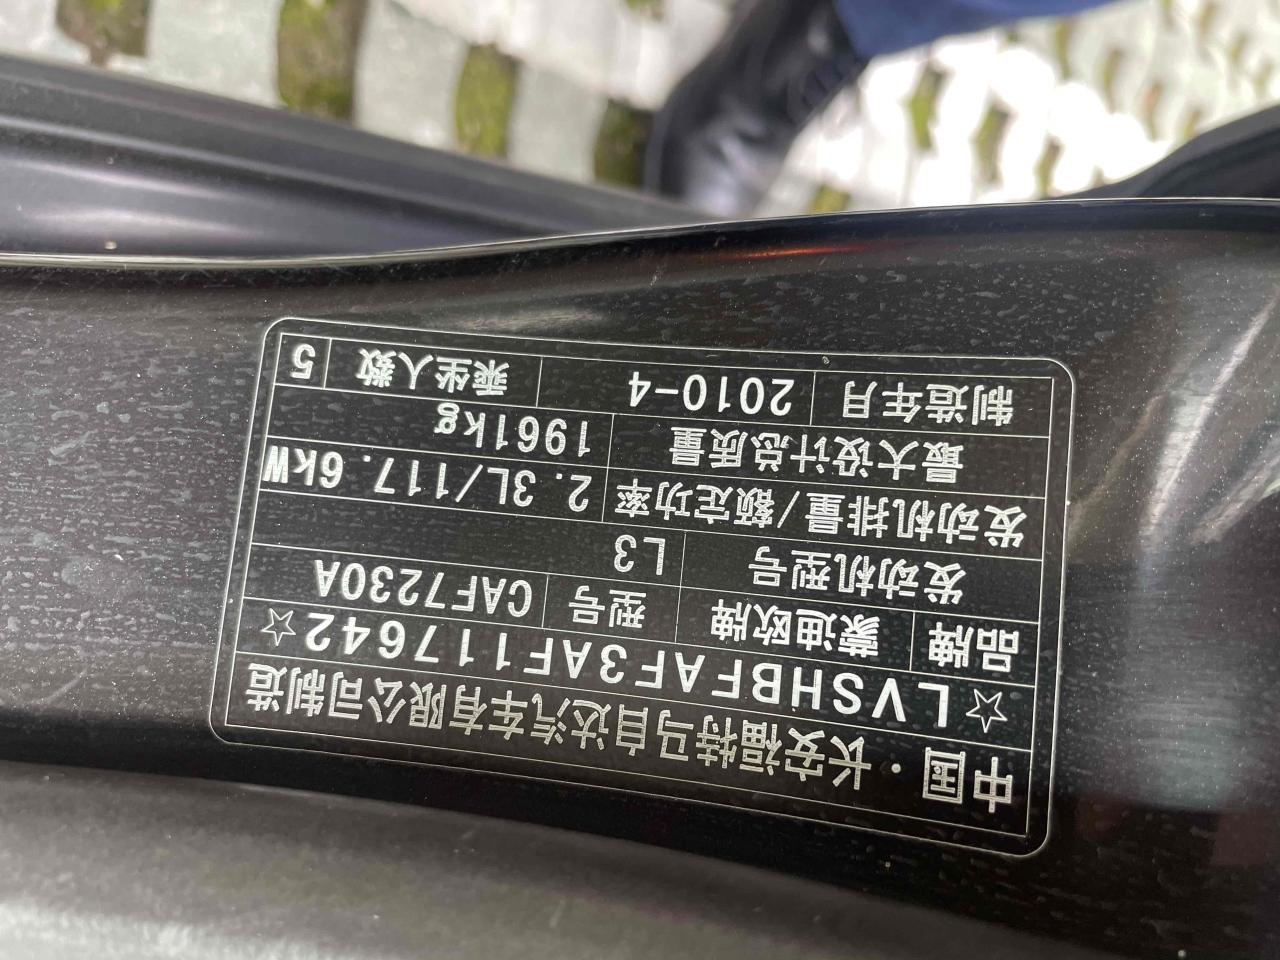 中国·长安福特马自达汽车有限公司制造
☆LVSHBFAF3AF117642☆
品牌 蒙迪欧牌 型号 CAF7230A
发动机型号 L3
发动机排量/额定功率 2.3L/117.6kW
最大设计总质量 1961kg
制造年月 2010-4 乘坐人数 5